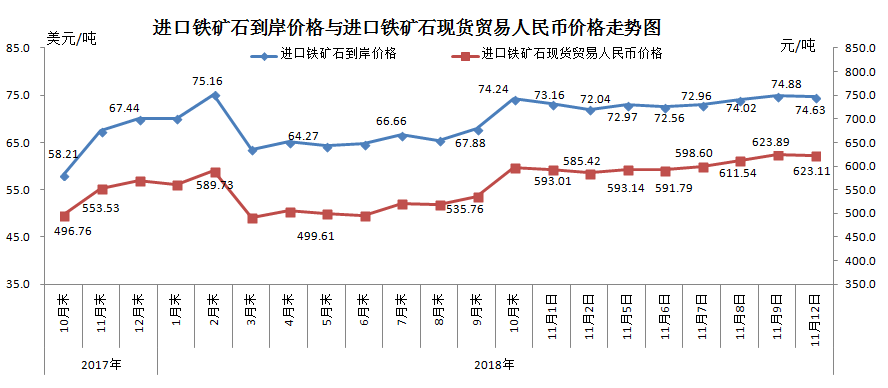 进口铁矿石到岸价格与进口铁矿石现货贸易人民币价格走势图
美元/吨
元/吨
进口铁矿石到岸价格
进口铁矿石现货贸易人民币价格
85.0
75.0
65.0
55.0
45.0
35.0
850.0
800.0
750.0
700.0
650.0
600.0
550.0
500.0
450.0
400.0
350.0
58.21
67.44
75.16
64.27
66.66
67.88
74.24
73.16
72.04
72.97
72.56
72.96
74.02
74.88
74.63
496.76
553.53
589.73
499.61
535.76
593.01
585.42
593.14
591.79
598.60
611.54
623.89
623.11
10月末
11月末
12月末
1月末
2月末
3月末
4月末
5月末
6月末
7月末
8月末
9月末
10月末
11月1日
11月2日
11月5日
11月6日
11月7日
11月8日
11月9日
11月12日
2017年
2018年